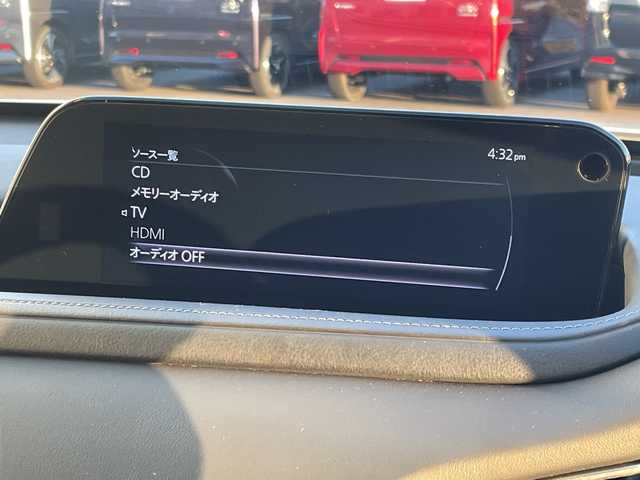 ソース一覧
4:32pm
CD
メモリーオーディオ
TV
HDMI
オーディオ OFF